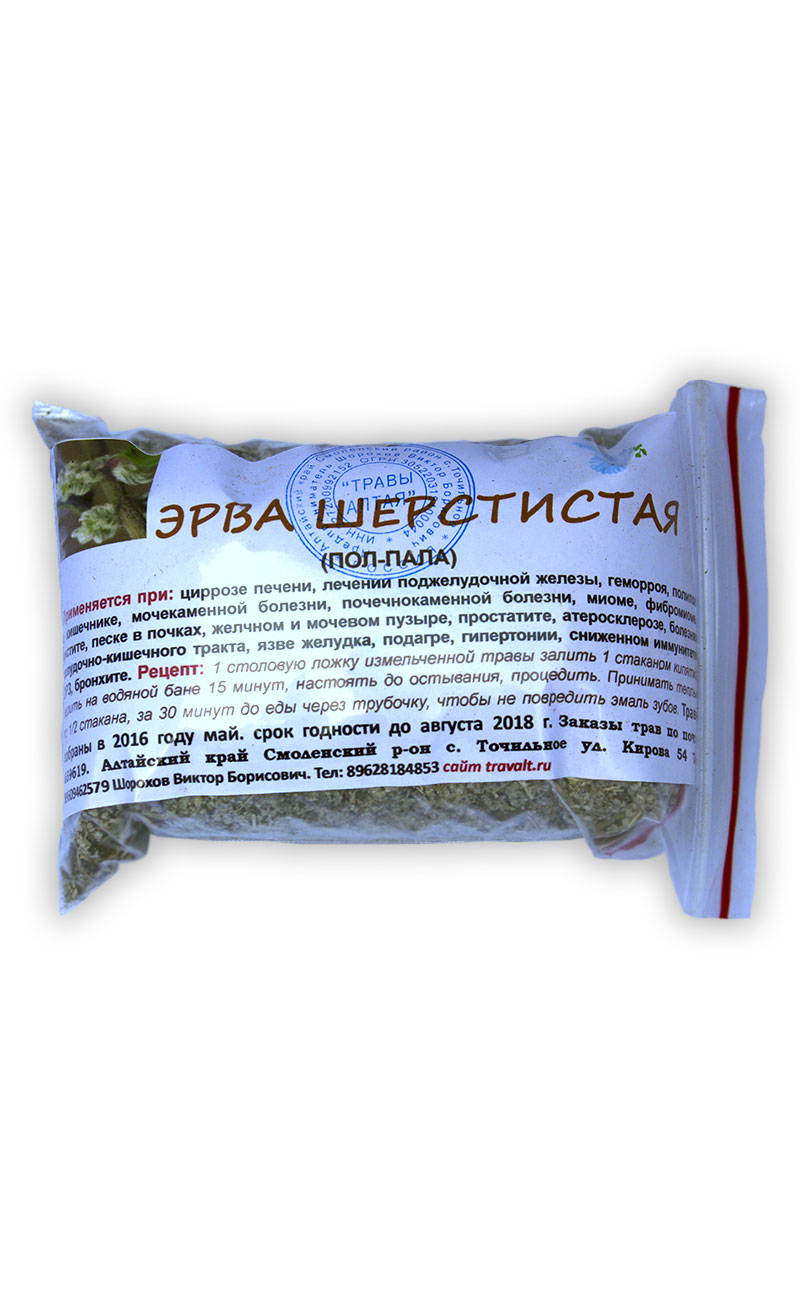 "ТРАВЫ
АЛТАЯ"
ЭРВА ШЕРСТИСТАЯ
(ПОЛ-ПАЛА)
Применяется при: циррозе печени, лечении поджелудочной железы, геморроя,
кишечнике, мочекаменной болезни, почечнокаменной болезни, миоме, фибромиоме,
песке в почках, желчном и мочевом пузыре, простатите, атеросклерозе,
тракта, язве желудка, подагре, гипертонии, сниженном
бронхите. Рецепт: 1 столовую ложку измельченной травы залить 1 стаканом
на водяной бане 15 минут, настоять до остывания, процедить. Принимать
1/2 стакана, за 30 минут до еды через трубочку, чтобы не повредить эмаль зубов.
в 2016 году май. срок годности до августа 2018 г. Заказы трав по
Алтайский край Смоленский р-он с. Точильное ул. Кирова 54
Шорохов Виктор Борисович. Тел: 89628184853 сайт travalt.ru